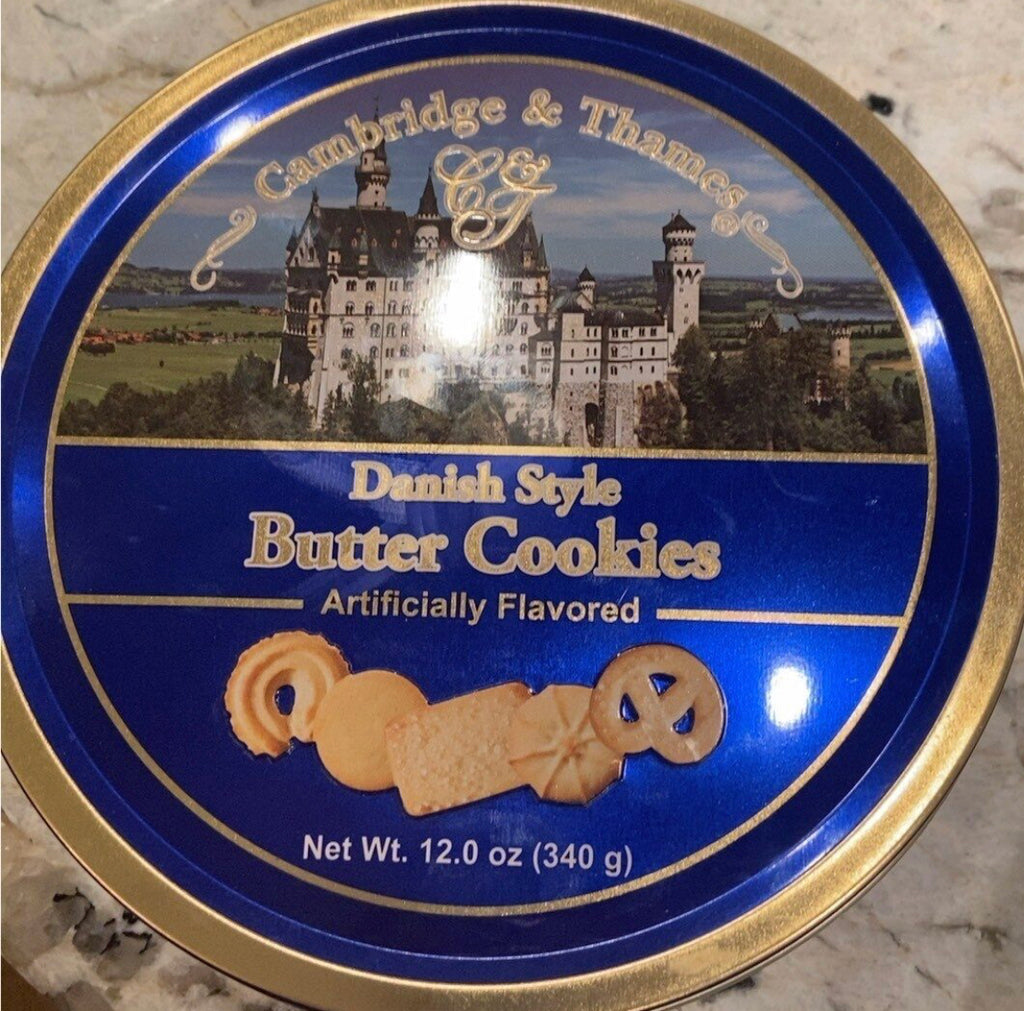 Cambridge & Thames®
C&T
Danish Style
Butter Cookies
Artificially Flavored
Net Wt. 12.0 oz (340 g)